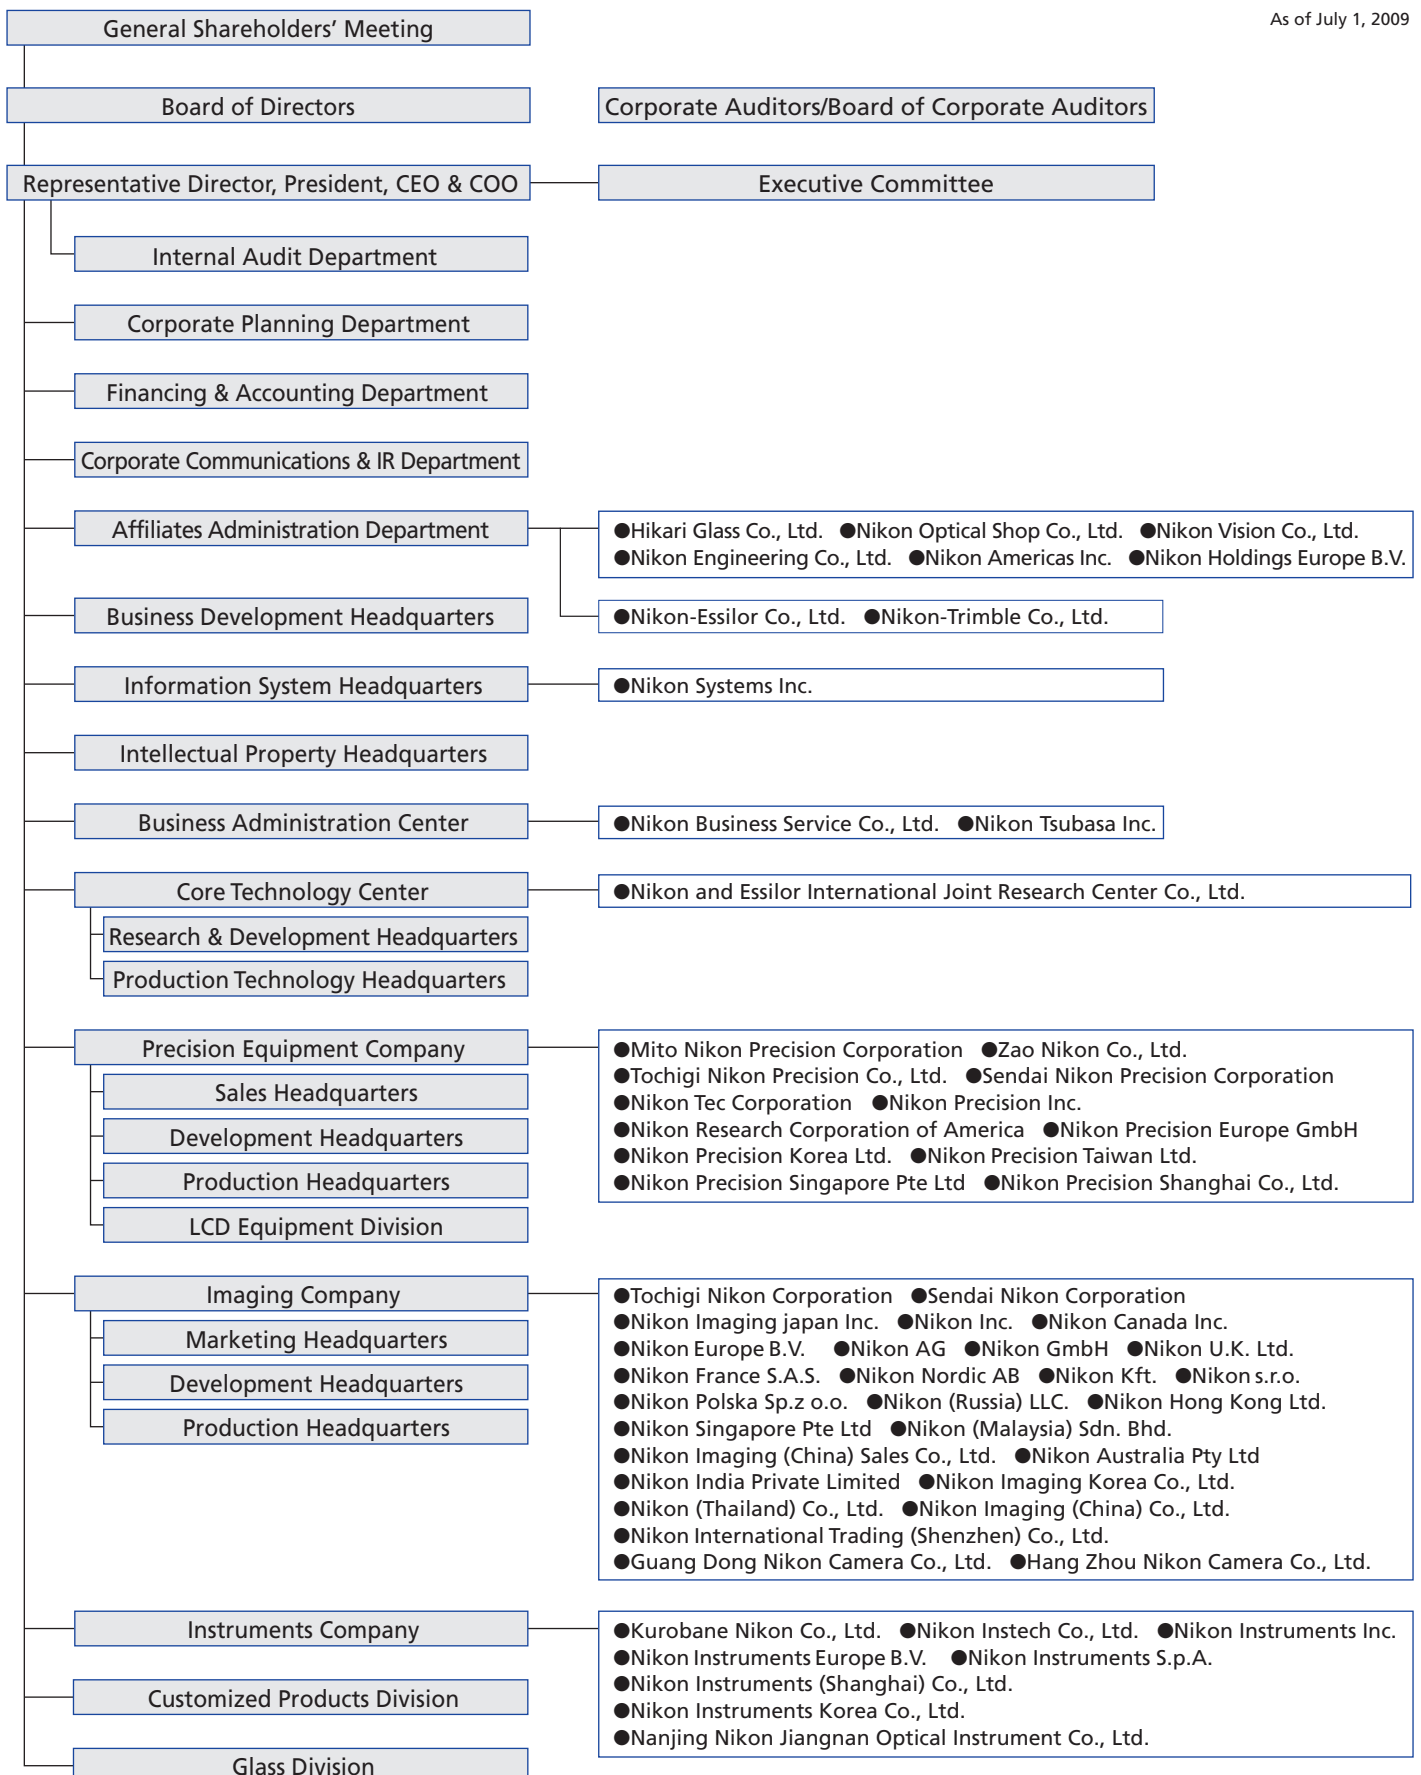 As of July 1, 2009
General Shareholders’ Meeting
Board of Directors
Corporate Auditors/Board of Corporate Auditors
Representative Director, President, CEO & COO
Executive Committee
Internal Audit Department
Corporate Planning Department
Financing & Accounting Department
Corporate Communications & IR Department
Affiliates Administration Department
●Hikari Glass Co., Ltd. ●Nikon Optical Shop Co., Ltd. ●Nikon Vision Co., Ltd.
●Nikon Engineering Co., Ltd. ●Nikon Americas Inc. ●Nikon Holdings Europe B.V.
Business Development Headquarters
●Nikon-Essilor Co., Ltd. ●Nikon-Trimble Co., Ltd.
Information System Headquarters
●Nikon Systems Inc.
Intellectual Property Headquarters
Business Administration Center
●Nikon Business Service Co., Ltd. ●Nikon Tsubasa Inc.
Core Technology Center
●Nikon and Essilor International Joint Research Center Co., Ltd.
Research & Development Headquarters
Production Technology Headquarters
Precision Equipment Company
Sales Headquarters
Development Headquarters
Production Headquarters
LCD Equipment Division
●Mito Nikon Precision Corporation ●Zao Nikon Co., Ltd.
●Tochigi Nikon Precision Co., Ltd. ●Sendai Nikon Precision Corporation
●Nikon Tec Corporation ●Nikon Precision Inc.
●Nikon Research Corporation of America ●Nikon Precision Europe GmbH
●Nikon Precision Korea Ltd. ●Nikon Precision Taiwan Ltd.
●Nikon Precision Singapore Pte Ltd ●Nikon Precision Shanghai Co., Ltd.
Imaging Company
Marketing Headquarters
Development Headquarters
Production Headquarters
●Tochigi Nikon Corporation ●Sendai Nikon Corporation
●Nikon Imaging japan Inc. ●Nikon Inc. ●Nikon Canada Inc.
●Nikon Europe B.V. ●Nikon AG ●Nikon GmbH ●Nikon U.K. Ltd.
●Nikon France S.A.S. ●Nikon Nordic AB ●Nikon Kft. ●Nikon s.r.o.
●Nikon Polska Sp.z o.o. ●Nikon (Russia) LLC. ●Nikon Hong Kong Ltd.
●Nikon Singapore Pte Ltd ●Nikon (Malaysia) Sdn. Bhd.
●Nikon Imaging (China) Sales Co., Ltd. ●Nikon Australia Pty Ltd
●Nikon India Private Limited ●Nikon Imaging Korea Co., Ltd.
●Nikon (Thailand) Co., Ltd. ●Nikon Imaging (China) Co., Ltd.
●Nikon International Trading (Shenzhen) Co., Ltd.
●Guang Dong Nikon Camera Co., Ltd. ●Hang Zhou Nikon Camera Co., Ltd.
Instruments Company
●Kurobane Nikon Co., Ltd. ●Nikon Instech Co., Ltd. ●Nikon Instruments Inc.
●Nikon Instruments Europe B.V. ●Nikon Instruments S.p.A.
●Nikon Instruments (Shanghai) Co., Ltd.
●Nikon Instruments Korea Co., Ltd.
●Nanjing Nikon Jiangnan Optical Instrument Co., Ltd.
Customized Products Division
Glass Division